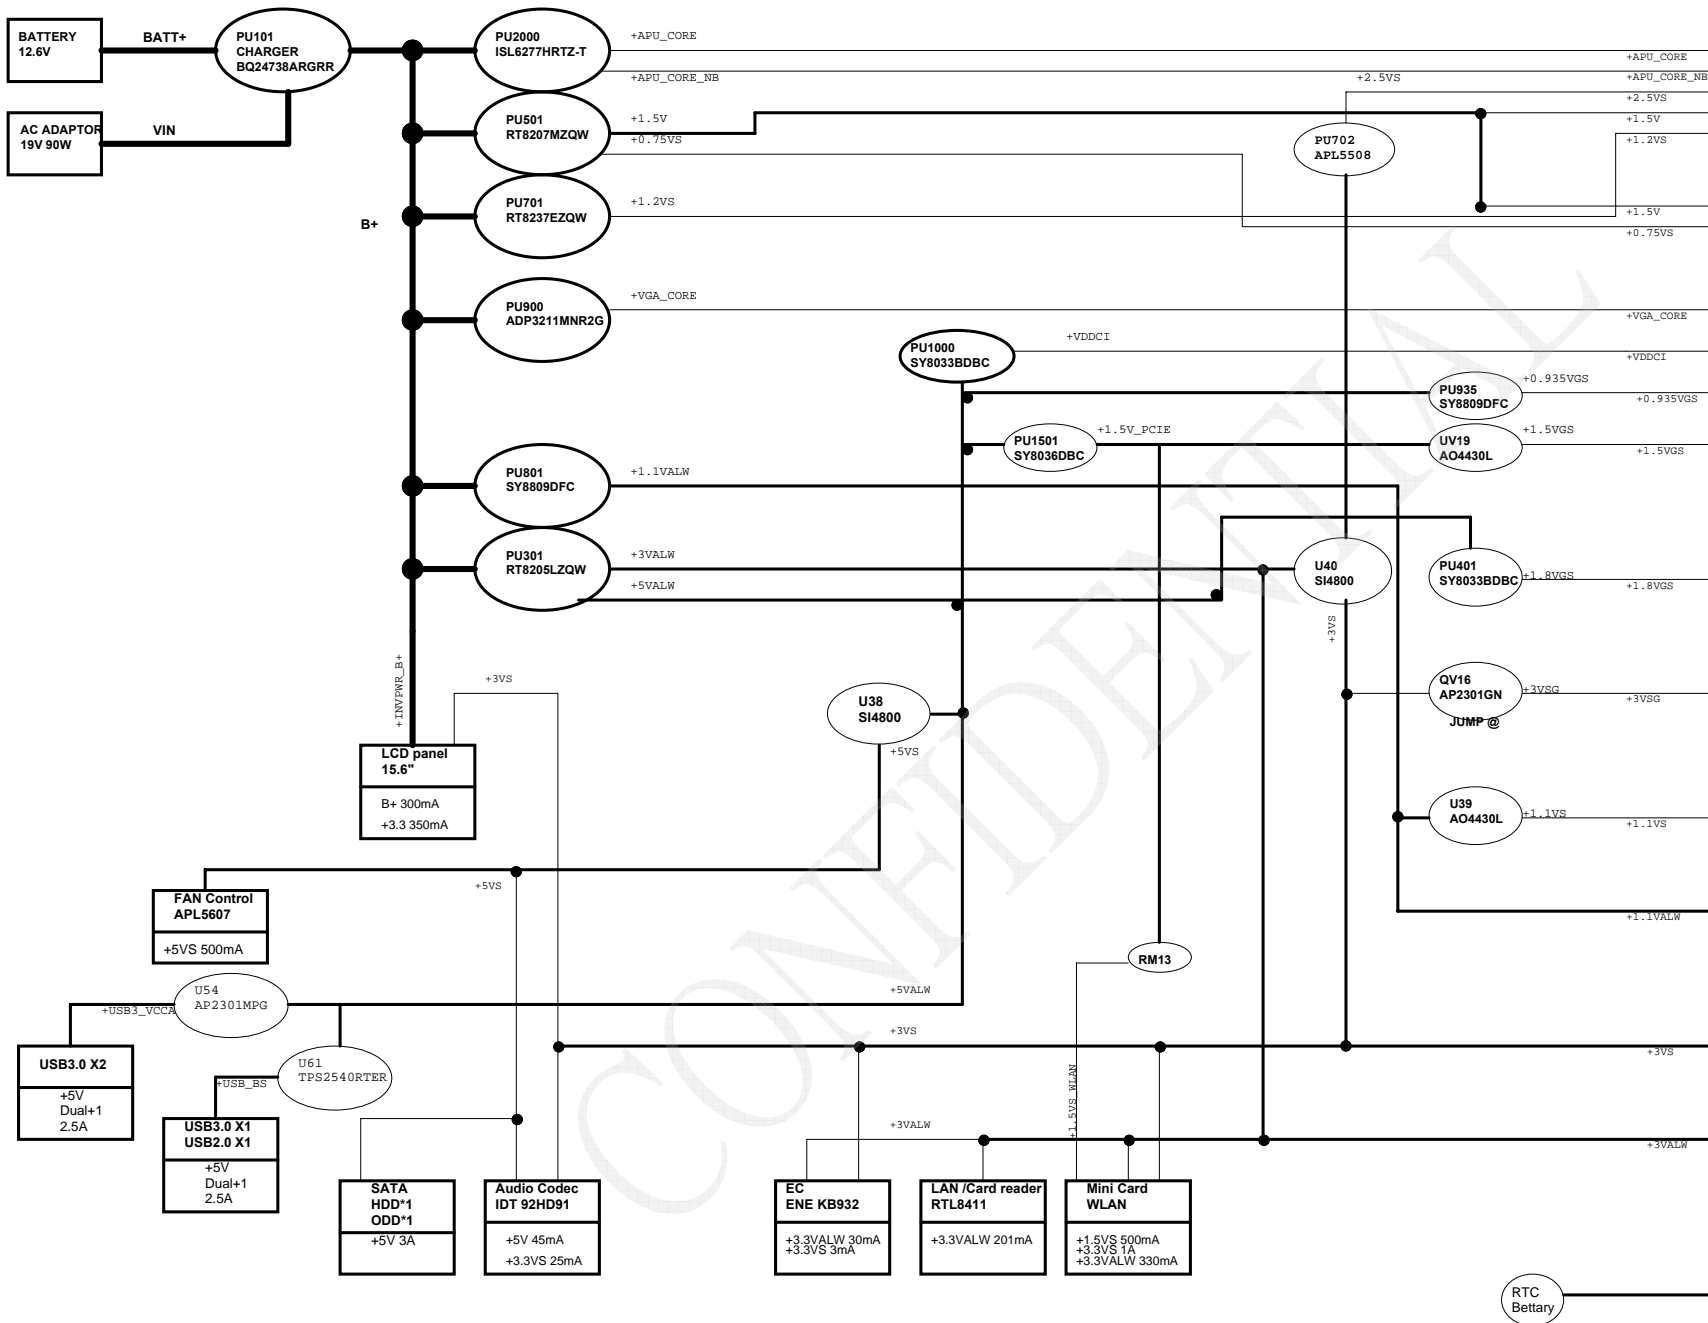 BATTERY
12.6V
BATT+
PU101
CHARGER
BQ24738ARGRR
AC ADAPTOR
19V 90W
VIN
B+
PU2000
ISL6277HRTZ-T
+APU_CORE
+APU_CORE_NB
PU501
RT8207MZQW
+1.5V
+0.75VS
PU701
RT8237EZQW
+1.2VS
PU900
ADP3211MNR2G
+VGA_CORE
PU801
SY8809DFC
+1.1VALW
PU301
RT8205LZQW
+3VALW
+5VALW
+2.5VS
PU702
APL5508
+APU_CORE
+APU_CORE_NB
+2.5VS
+1.5V
+1.2VS
+1.5V
+0.75VS
+VGA_CORE
PU1000
SY8033BDBC
+VDDCI
+VDDCI
PU935
SY8809DFC
+0.935VGS
+0.935VGS
PU1501
SY8036DBC
+1.5V_PCIE
UV19
AO4430L
+1.5VGS
+1.5VGS
U40
SI4800
+3VS
PU401
SY8033BDBC
+1.8VGS
+1.8VGS
QV16
AP2301GN
JUMP @
+3VSG
+3VSG
U39
AO4430L
+1.1VS
+1.1VS
+1.1VALW
+INVPWR_B+
+3VS
LCD panel
15.6"
B+ 300mA
+3.3 350mA
U38
SI4800
+5VS
+5VS
FAN Control
APL5607
+5VS 500mA
RM13
U54
AP2301MPG
+USB3_VCCA
+5VALW
+3VS
+3VS
USB3.0 X2
+5V
Dual+1
2.5A
U61
TPS2540RTER
+USB_BS
USB3.0 X1
USB2.0 X1
+5V
Dual+1
2.5A
+1.5VS_WLAN
+3VALW
+3VALW
SATA
HDD*1
ODD*1
+5V 3A
Audio Codec
IDT 92HD91
+5V 45mA
+3.3VS 25mA
EC
ENE KB932
+3.3VALW 30mA
+3.3VS 3mA
LAN /Card reader
RTL8411
+3.3VALW 201mA
Mini Card
WLAN
+1.5VS 500mA
+3.3VS 1A
+3.3VALW 330mA
RTC
Bettary
CONFIDENTIAL